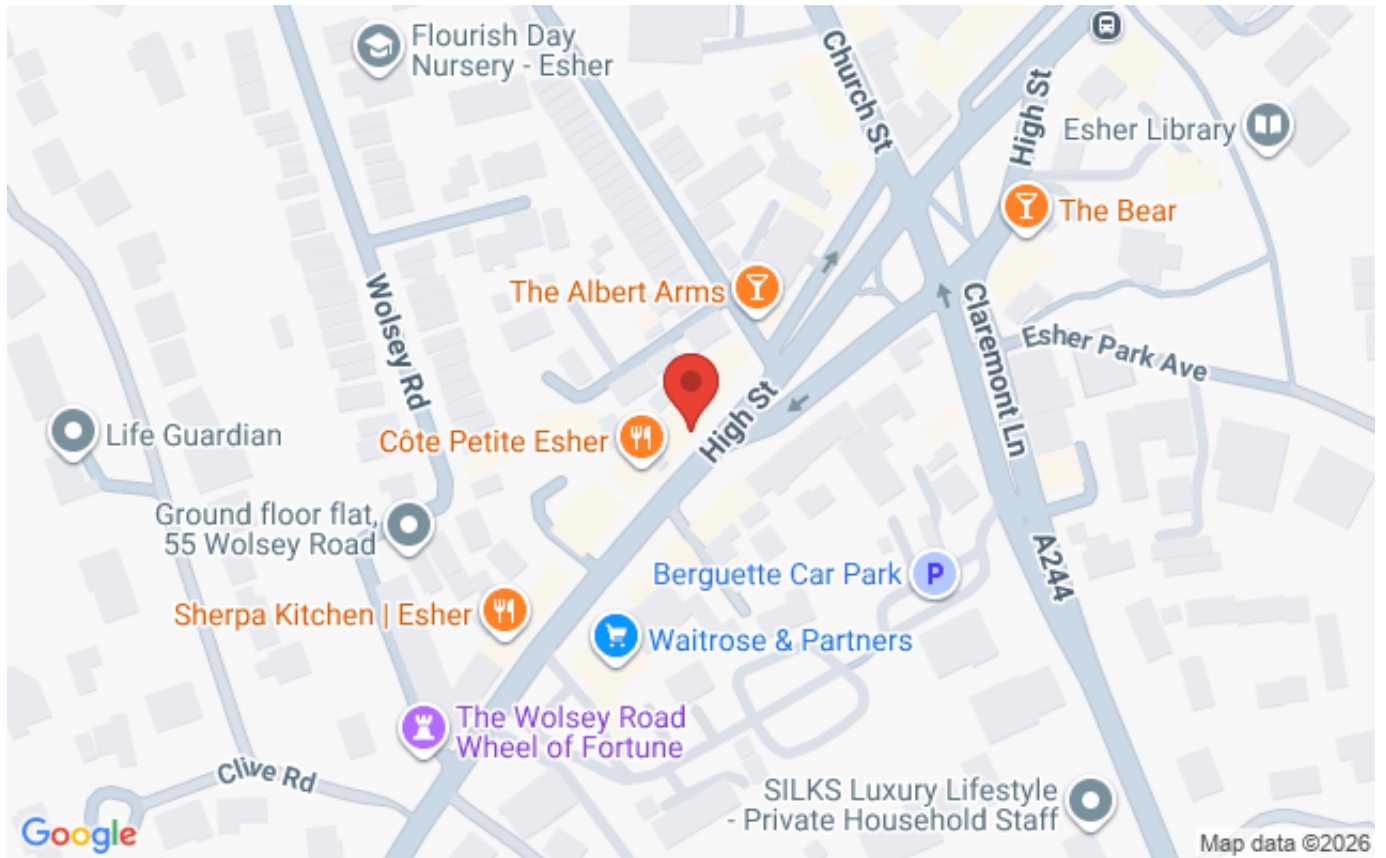 Flourish Day
Nursery - Esher
Church St
High St
Esher Library
The Bear
The Albert Arms
Wolsey Rd
Claremont Ln
Esher Park Ave
High St
Life Guardian
Côte Petite Esher
Ground floor flat,
55 Wolsey Road
A244
Berguette Car Park
P
Sherpa Kitchen | Esher
Waitrose & Partners
The Wolsey Road
Wheel of Fortune
Clive Rd
SILKS Luxury Lifestyle
- Private Household Staff
Google
Map data ©2026